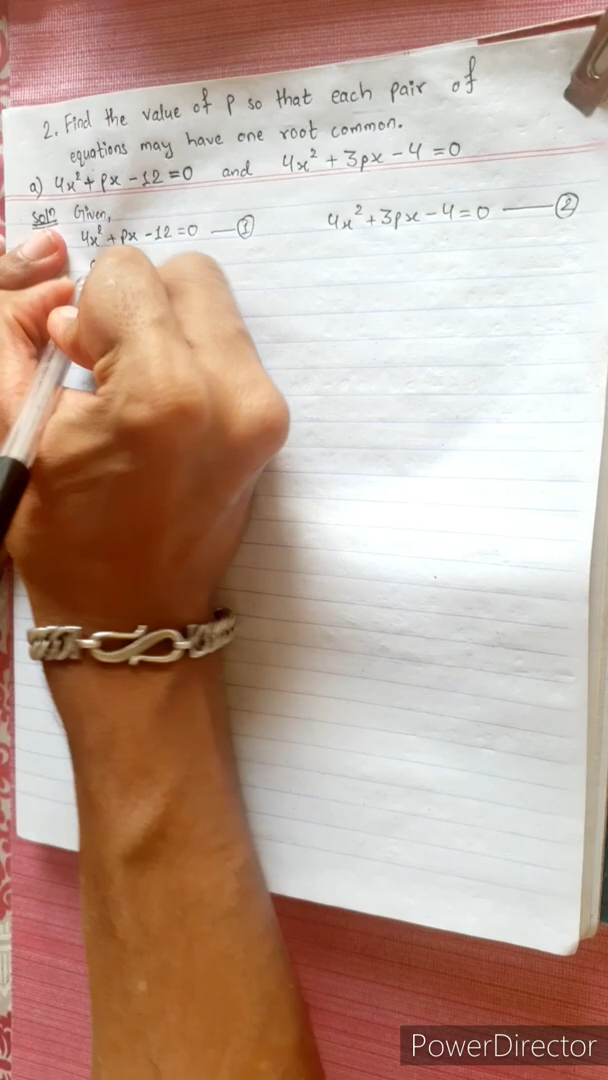 2. Find the value of p so that each pair of
equations may have one root common.
a) 4x² + px - 12 = 0 and 4x² + 3px - 4 = 0
Solⁿ Given,
4x² + px - 12 = 0 — ① 4x² + 3px - 4 = 0 — ②
PowerDirector